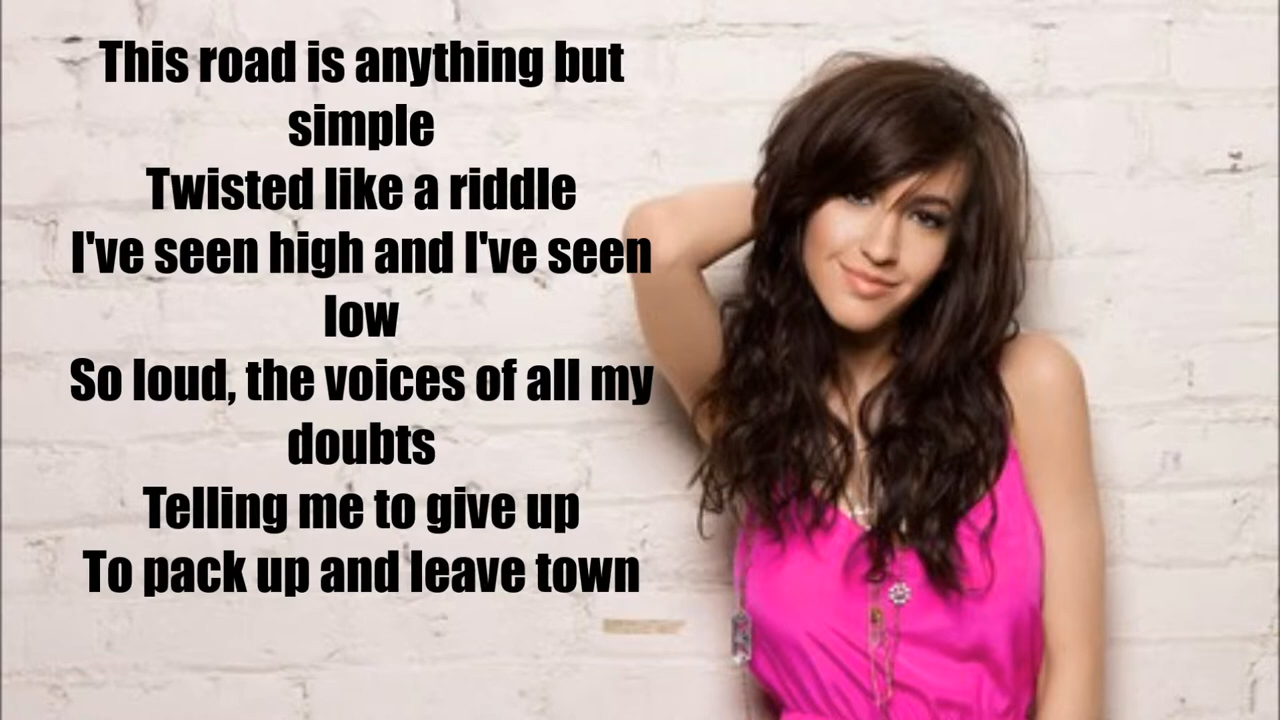 This road is anything but
simple
Twisted like a riddle
I've seen high and I've seen
low
So loud, the voices of all my
doubts
Telling me to give up
To pack up and leave town